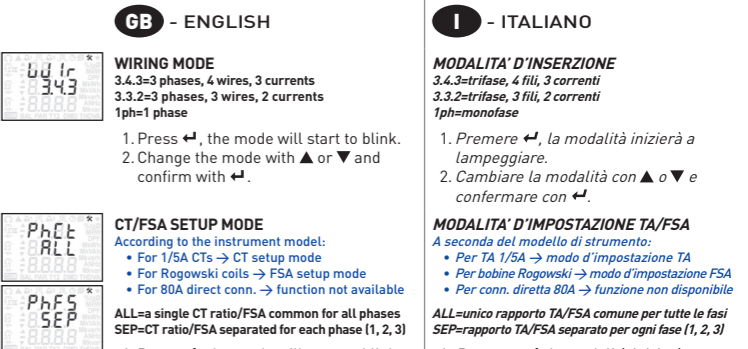 GB - ENGLISH
WIRING MODE
3.4.3=3 phases, 4 wires, 3 currents
3.3.2=3 phases, 3 wires, 2 currents
1ph=1 phase
1. Press ↵, the mode will start to blink.
2. Change the mode with ▲ or ▼ and
confirm with ↵.
CT/FSA SETUP MODE
According to the instrument model:
• For 1/5A CTs → CT setup mode
• For Rogowski coils → FSA setup mode
• For 80A direct conn. → function not available
ALL=a single CT ratio/FSA common for all phases
SEP=CT ratio/FSA separated for each phase (1, 2, 3)
I - ITALIANO
MODALITA' D'INSERZIONE
3.4.3=trifase, 4 fili, 3 correnti
3.3.2=trifase, 3 fili, 2 correnti
1ph=monofase
1. Premere ↵, la modalità inizierà a
lampeggiare.
2. Cambiare la modalità con ▲ o ▼ e
confermare con ↵.
MODALITA' D'IMPOSTAZIONE TA/FSA
A seconda del modello di strumento:
• Per TA 1/5A → modo d'impostazione TA
• Per bobine Rogowski → modo d'impostazione FSA
• Per conn. diretta 80A → funzione non disponibile
ALL=unico rapporto TA/FSA comune per tutte le fasi
SEP=rapporto TA/FSA separato per ogni fase (1, 2, 3)
3.4.3
PhCt
ALL
PhFS
SEP